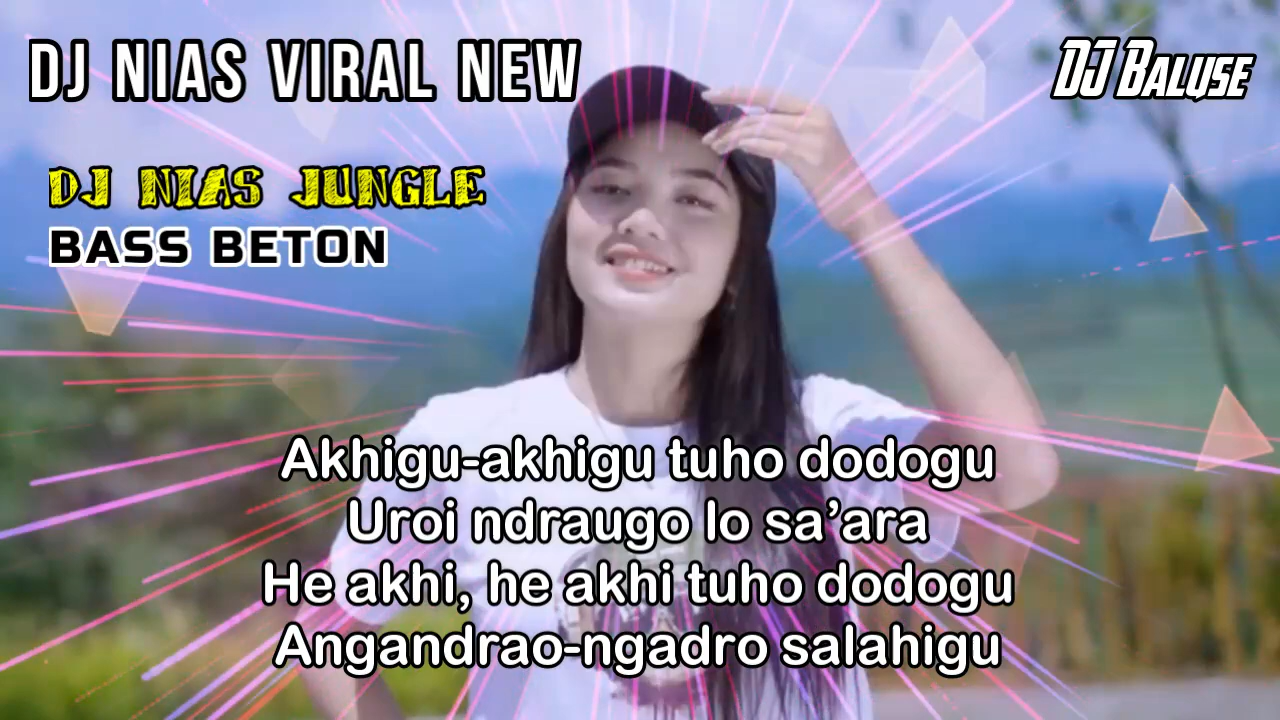 DJ NIAS VIRAL NEW
DJ BALUSE
DJ NIAS JUNGLE
BASS BETON
Akhigu-akhigu tuho dodogu
Uroi ndraugo lo sa’ara
He akhi, he akhi tuho dodogu
Angandrao-ngadro salahigu